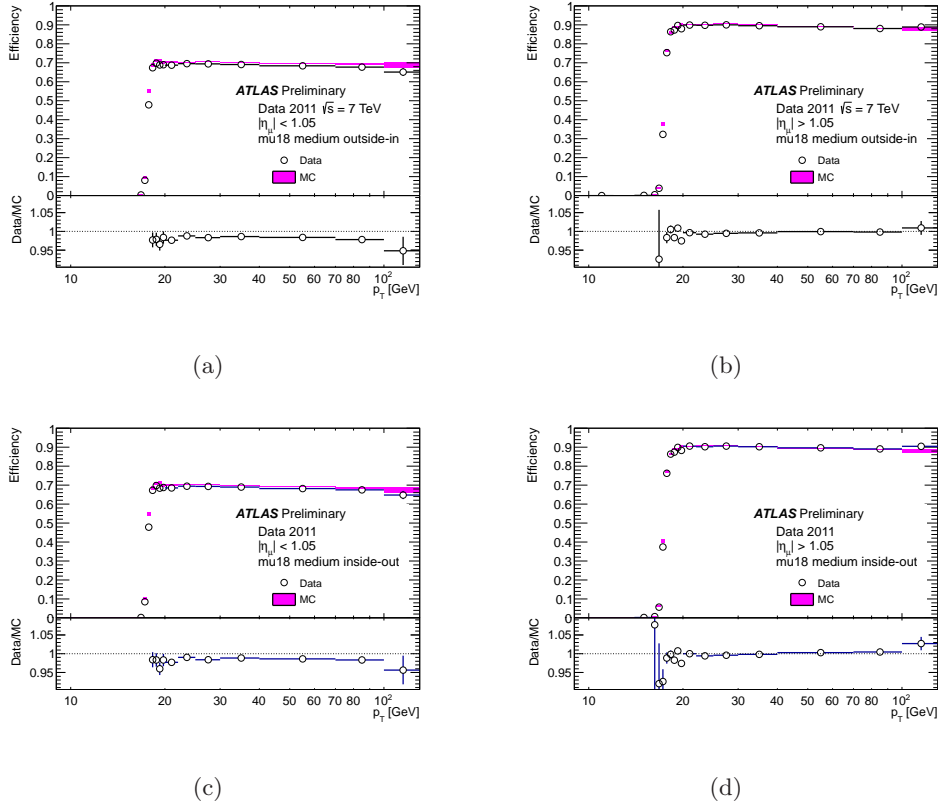 Efficiency
1
0.9
0.8
0.7
0.6
0.5
0.4
0.3
0.2
0.1
0
ATLAS Preliminary
Data 2011 √s = 7 TeV
|η_μ| < 1.05
mu18 medium outside-in
Data
MC
Data/MC
1.05
1
0.95
10 20 30 40 50 60 70 80 10²
p_T [GeV]
(a)
Efficiency
1
0.9
0.8
0.7
0.6
0.5
0.4
0.3
0.2
0.1
0
ATLAS Preliminary
Data 2011 √s = 7 TeV
|η_μ| > 1.05
mu18 medium outside-in
Data
MC
Data/MC
1.05
1
0.95
10 20 30 40 50 60 70 80 10²
p_T [GeV]
(b)
Efficiency
1
0.9
0.8
0.7
0.6
0.5
0.4
0.3
0.2
0.1
0
ATLAS Preliminary
Data 2011
|η_μ| < 1.05
mu18 medium inside-out
Data
MC
Data/MC
1.05
1
0.95
10 20 30 40 50 60 70 80 10²
p_T [GeV]
(c)
Efficiency
1
0.9
0.8
0.7
0.6
0.5
0.4
0.3
0.2
0.1
0
ATLAS Preliminary
Data 2011
|η_μ| > 1.05
mu18 medium inside-out
Data
MC
Data/MC
1.05
1
0.95
10 20 30 40 50 60 70 80 10²
p_T [GeV]
(d)